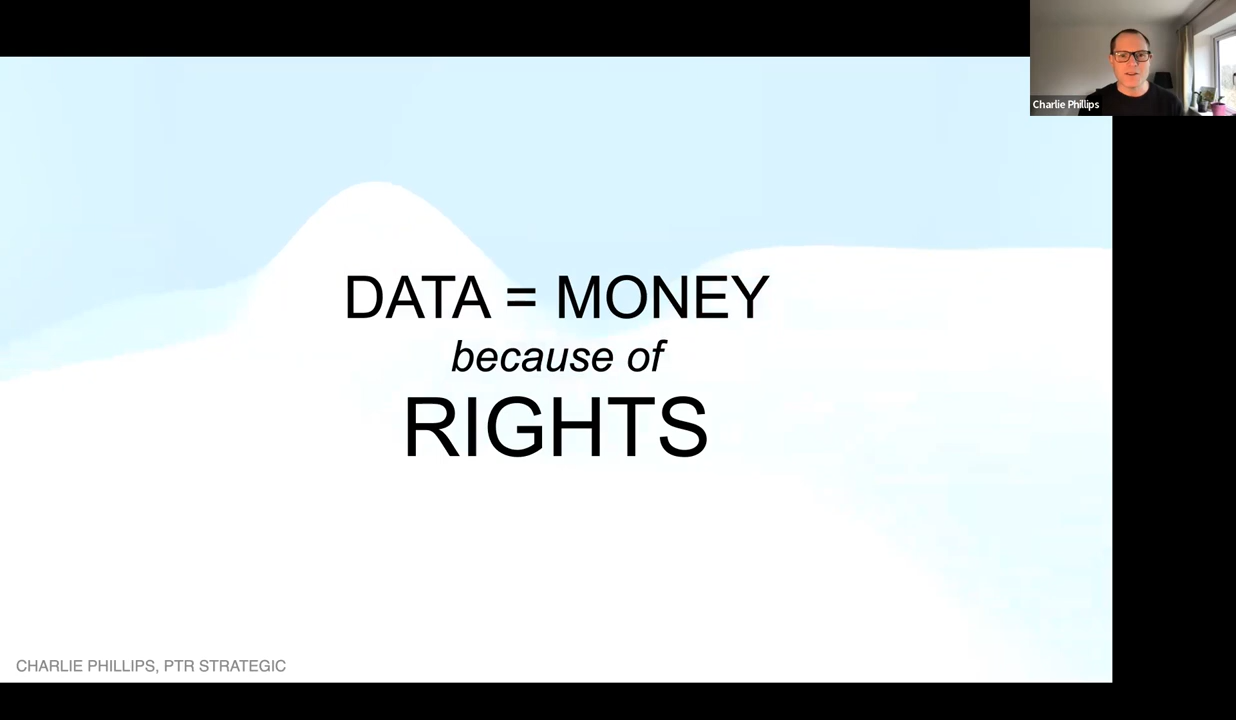 Charlie Phillips
DATA = MONEY
because of
RIGHTS
CHARLIE PHILLIPS, PTR STRATEGIC